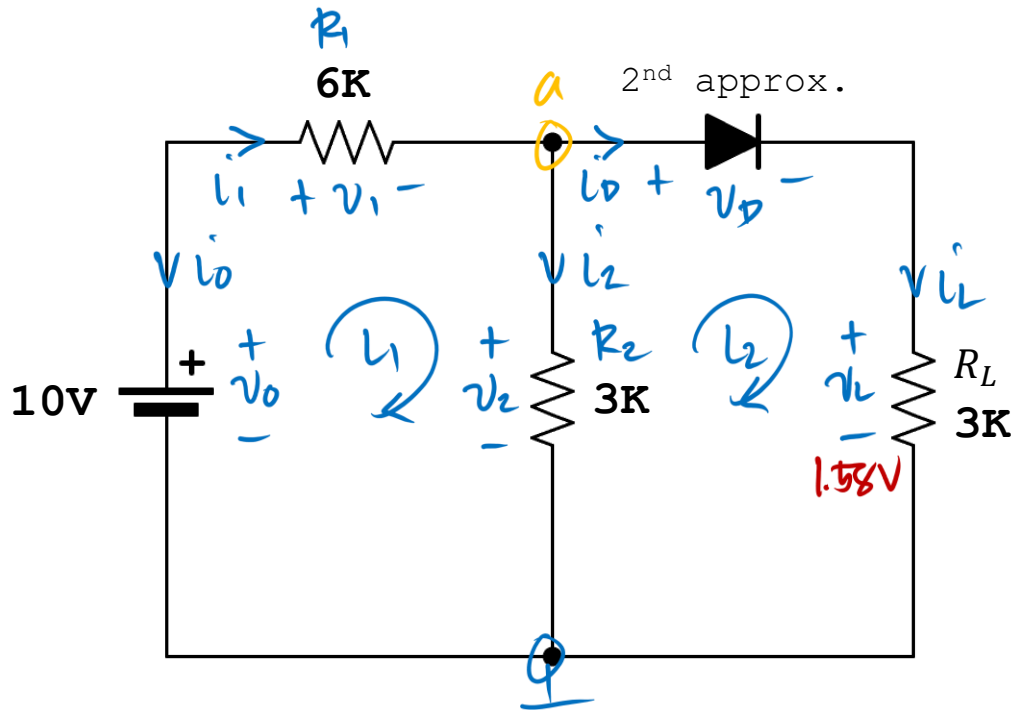 R1
6K
a
2nd approx.
i1
+ v1 −
iD
+ vD −
i0
i2
iL
+
10V
+
v0
−
L1
+
v2
−
R2
3K
L2
+
vL
−
RL
3K
1.58V